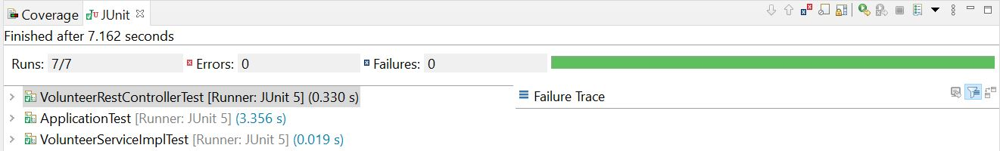 Coverage JUnit
Finished after 7.162 seconds
Runs: 7/7 Errors: 0 Failures: 0
VolunteerRestControllerTest [Runner: JUnit 5] (0.330 s)
Failure Trace
ApplicationTest [Runner: JUnit 5] (3.356 s)
VolunteerServiceImplTest [Runner: JUnit 5] (0.019 s)